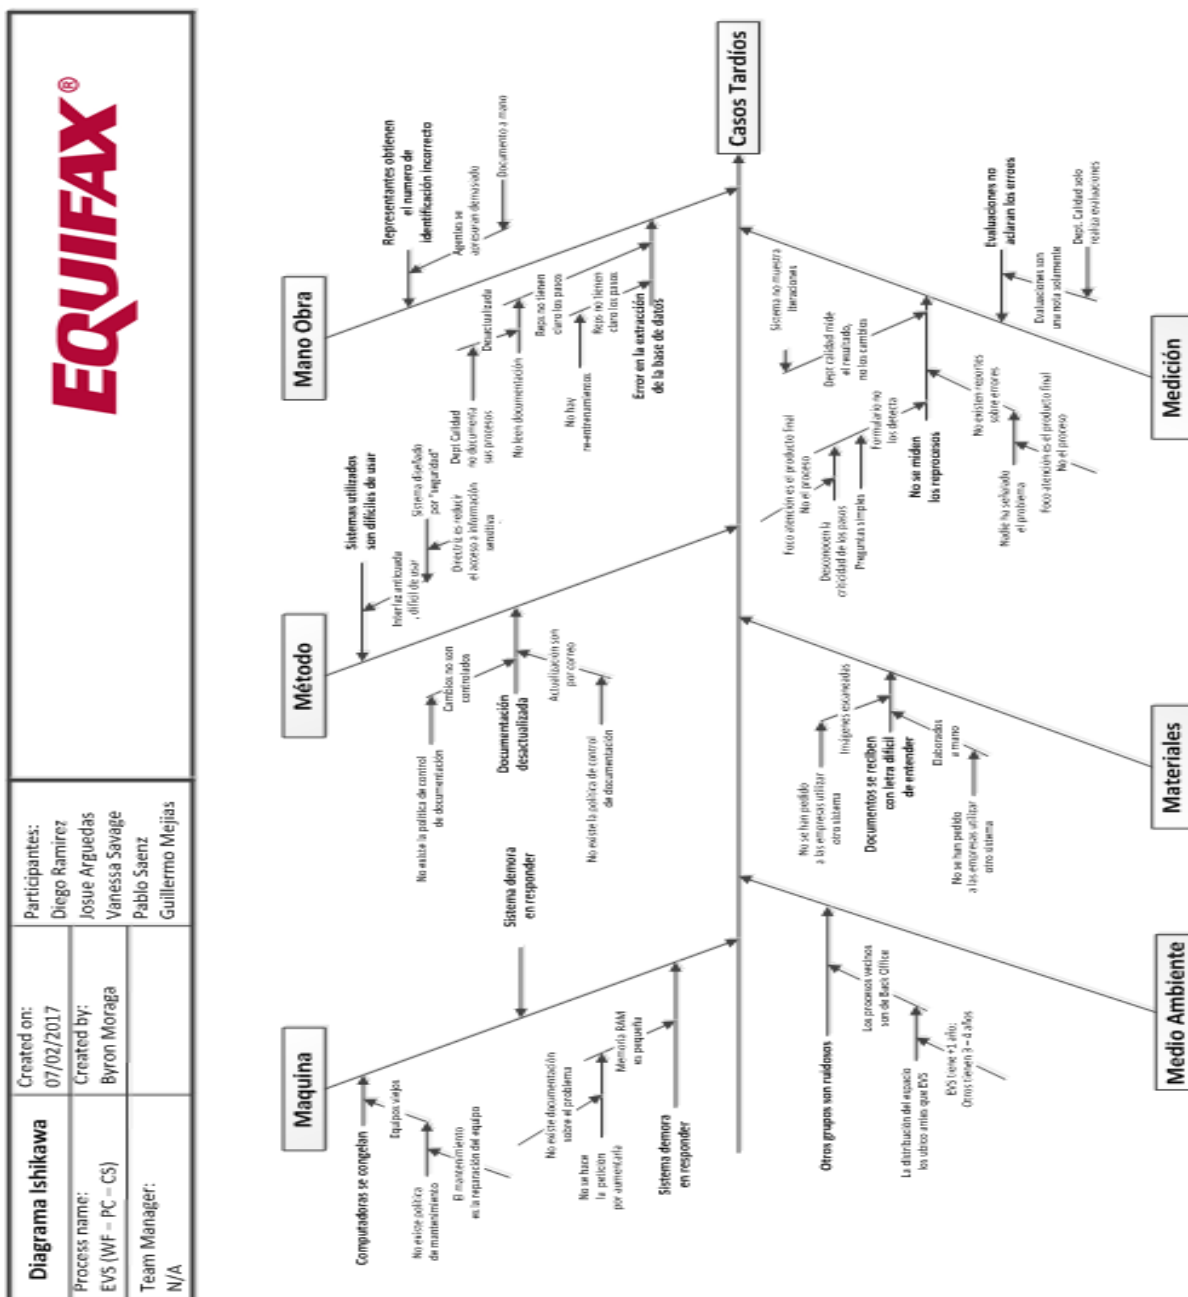 Diagrama Ishikawa
Created on:
07/02/2017
Participantes:
Diego Ramirez
Process name:
EVS (WF – PC – CS)
Created by:
Byron Moraga
Josue Arguedas
Vanessa Savage
Team Manager:
N/A
Pablo Saenz
Guillermo Mejias
EQUIFAX®
Maquina
Computadoras se congelan
Equipos viejos
No existe politica
de mantenimiento
El mantenimiento
es la reparación del equipo
Sistema demora
en responder
No existe documentación
sobre el problema
Memoria RAM
es pequeña
No se hace
la petición
por aumentarla
Sistema demora
en responder
Método
Sistemas utilizados
son difíciles de usar
Interfaz anticuada
, difícil de usar
Sistema diseñado
por "seguridad"
Directriz es reducir
el acceso a información
sensitiva
Cambios no son
controlados
No existe la política de control
de documentación
Documentación
desactualizada
Actualización son
por correo
No existe la política de control
de documentación
Mano Obra
Representantes obtienen
el numero de
identificación incorrecto
Agentes se
apresuran demasiado
Documento a mano
Desactualizada
Dept Calidad
no documenta
sus procesos
No leen documentación
Reps no tienen
claro los pasos
No hay
re-entrenamientos
Reps no tienen
claro los pasos
Error en la extracción
de la base de datos
Casos Tardíos
Medio Ambiente
Otros grupos son ruidosos
Los procesos vecinos
son de Back Office
La distribución del espacio
los ubico antes que EVS
EVS tiene +1 año;
Otros tienen 3 – 4 años
Materiales
No se han pedido
a las empresas utilizar
otro sistema
Imágenes escaneadas
Documentos se reciben
con letra difícil
de entender
Elaborados
a mano
No se han pedido
a las empresas utilizar
otro sistema
Medición
Sistema no muestra
iteraciones
Dept calidad mide
el resultado,
no los cambios
Foco atención es el producto final
No el proceso
Desconocen la
criticidad de los pasos
Preguntas simples
Formulario no
los detecta
No se miden
los reprocesos
No existen reportes
sobre errores
Nadie ha señalado
el problema
Foco atención es el producto final
No el proceso
Evaluaciones no
aclaran los erroes
Evaluaciones son
una nota solamente
Dept. Calidad solo
realiza evaluaciones